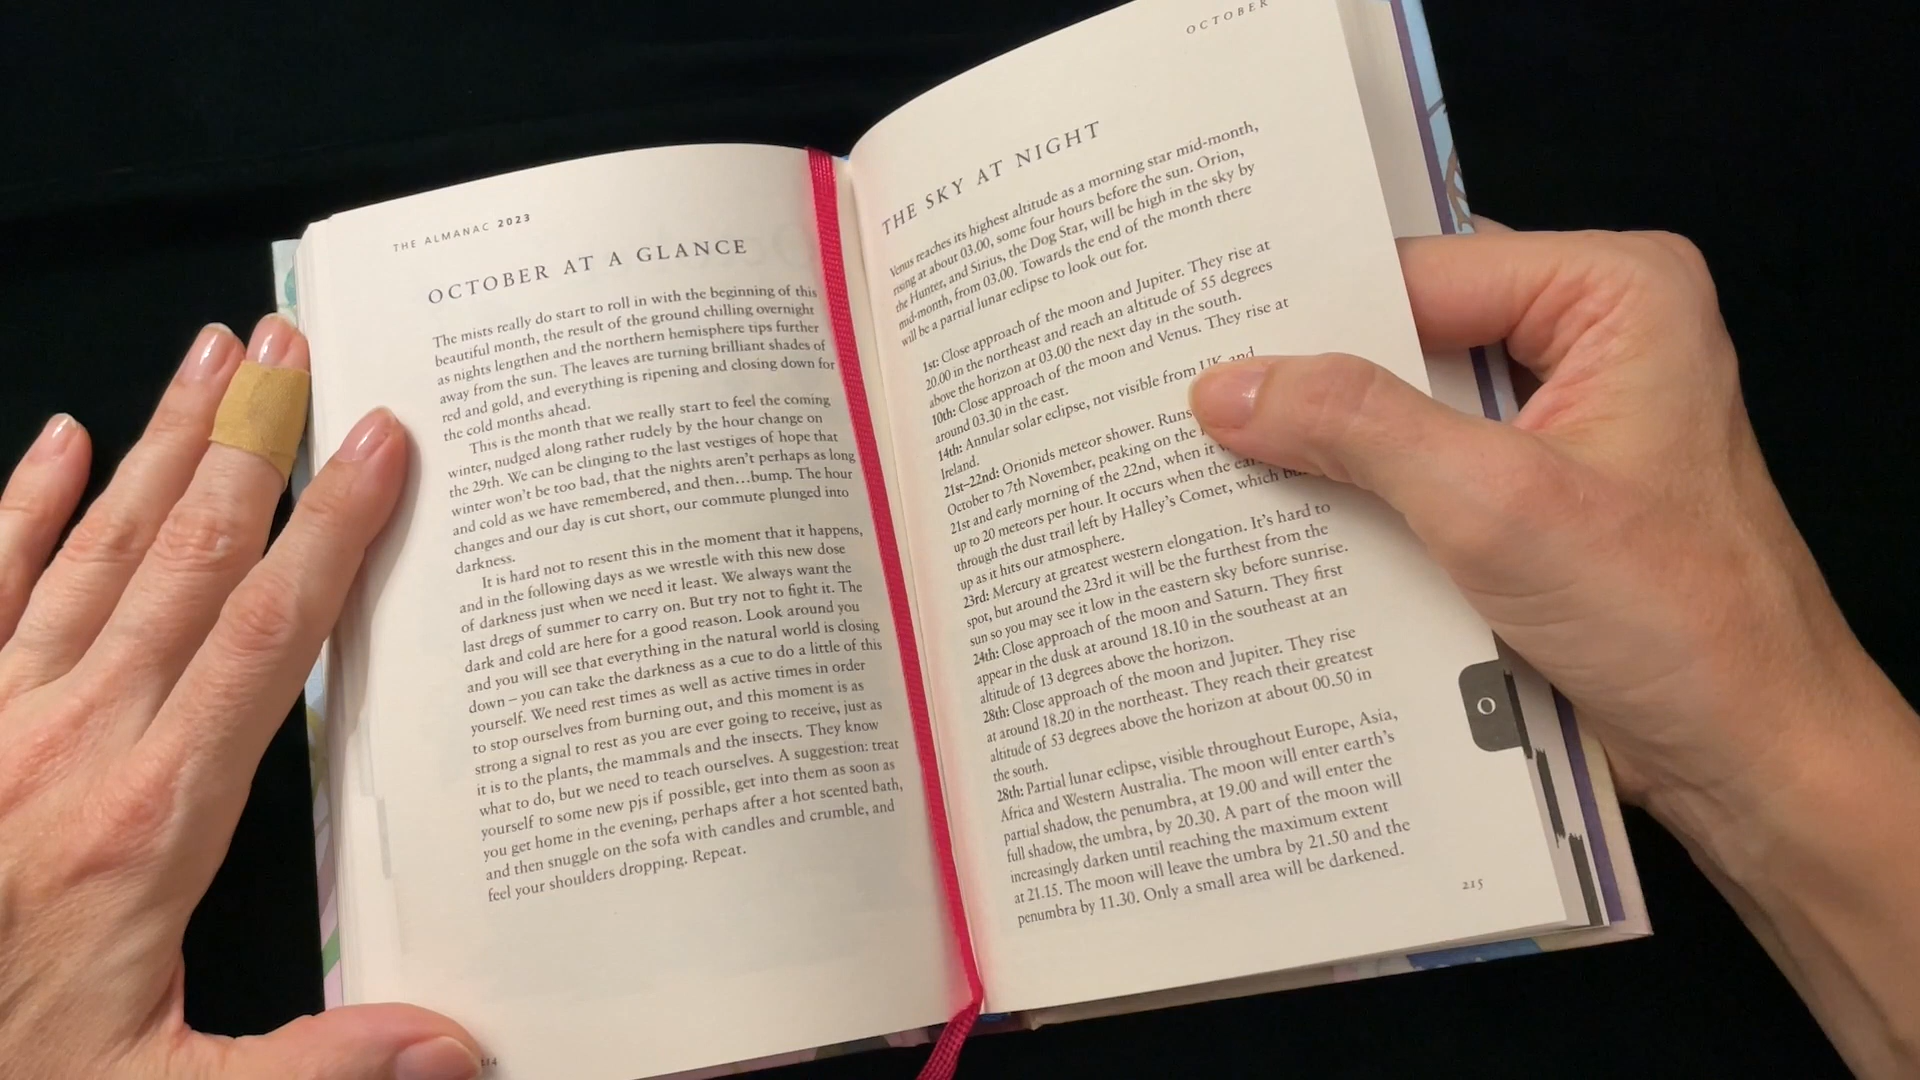 THE ALMANAC 2023
OCTOBER AT A GLANCE
The mists really do start to roll in with the beginning of this
beautiful month, the result of the ground chilling overnight
as nights lengthen and the northern hemisphere tips further
away from the sun. The leaves are turning brilliant shades of
red and gold, and everything is ripening and closing down for
the cold months ahead.
This is the month that we really start to feel the coming
winter, nudged along rather rudely by the hour change on
the 29th. We can be clinging to the last vestiges of hope that
winter won't be too bad, that the nights aren't perhaps as long
and cold as we have remembered, and then…bump. The hour
changes and our day is cut short, our commute plunged into
darkness.
It is hard not to resent this in the moment that it happens,
and in the following days as we wrestle with this new dose
of darkness just when we need it least. We always want the
last dregs of summer to carry on. But try not to fight it. The
dark and cold are here for a good reason. Look around you
and you will see that everything in the natural world is closing
down – you can take the darkness as a cue to do a little of this
yourself. We need rest times as well as active times in order
to stop ourselves from burning out, and this moment is as
strong a signal to rest as you are ever going to receive, just as
it is to the plants, the mammals and the insects. They know
what to do, but we need to teach ourselves. A suggestion: treat
yourself to some new pjs if possible, get into them as soon as
you get home in the evening, perhaps after a hot scented bath,
and then snuggle on the sofa with candles and crumble, and
feel your shoulders dropping. Repeat.
OCTOBER
THE SKY AT NIGHT
Venus reaches its highest altitude as a morning star mid-month,
rising at about 03.00, some four hours before the sun. Orion,
the Hunter, and Sirius, the Dog Star, will be high in the sky by
mid-month, from 03.00. Towards the end of the month there
will be a partial lunar eclipse to look out for.
1st: Close approach of the moon and Jupiter. They rise at
20.00 in the northeast and reach an altitude of 55 degrees
above the horizon at 03.00 the next day in the south.
10th: Close approach of the moon and Venus. They rise at
around 03.30 in the east.
14th: Annular solar eclipse, not visible from UK and
Ireland.
21st–22nd: Orionids meteor shower. Runs
October to 7th November, peaking on the
21st and early morning of the 22nd, when it
up to 20 meteors per hour. It occurs when the
through the dust trail left by Halley's Comet, which
up as it hits our atmosphere.
23rd: Mercury at greatest western elongation. It's hard to
spot, but around the 23rd it will be the furthest from the
sun so you may see it low in the eastern sky before sunrise.
24th: Close approach of the moon and Saturn. They first
appear in the dusk at around 18.10 in the southeast at an
altitude of 13 degrees above the horizon.
28th: Close approach of the moon and Jupiter. They rise
at around 18.20 in the northeast. They reach their greatest
altitude of 53 degrees above the horizon at about 00.50 in
the south.
28th: Partial lunar eclipse, visible throughout Europe, Asia,
Africa and Western Australia. The moon will enter earth's
partial shadow, the penumbra, at 19.00 and will enter the
full shadow, the umbra, by 20.30. A part of the moon will
increasingly darken until reaching the maximum extent
at 21.15. The moon will leave the umbra by 21.50 and the
penumbra by 11.30. Only a small area will be darkened.
O
215